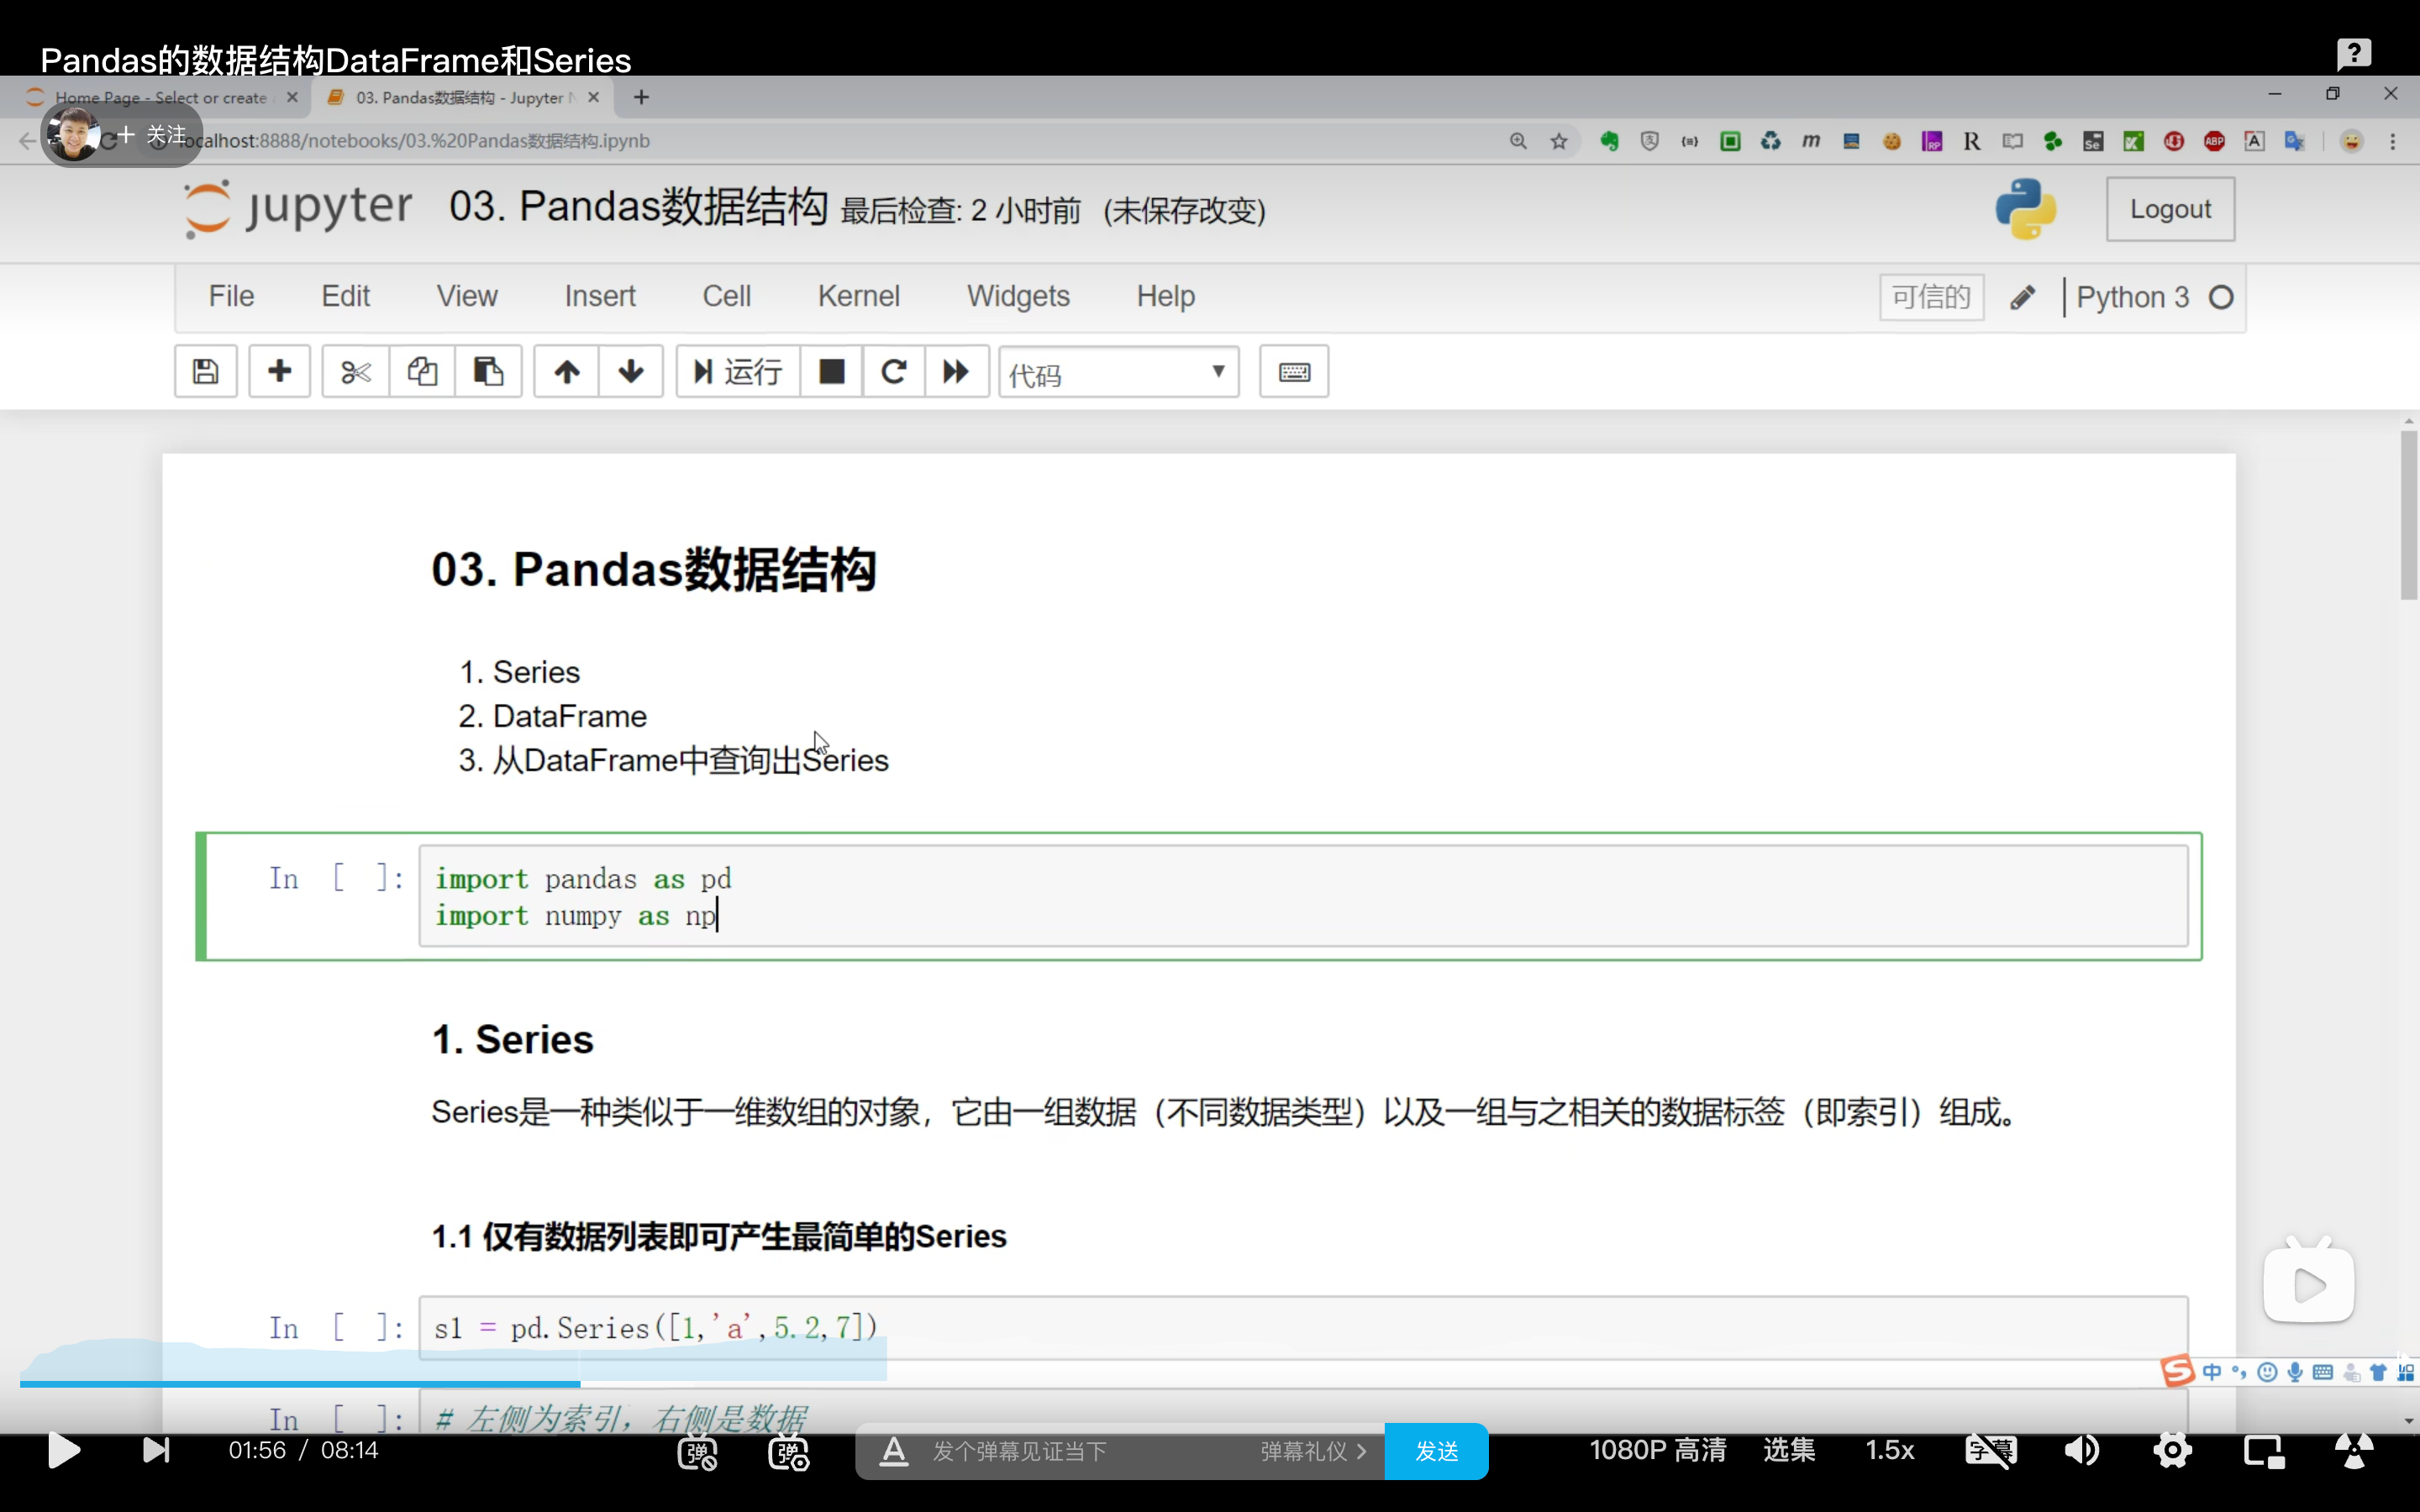 Pandas的数据结构DataFrame和Series
Home Page - Select or create
03. Pandas数据结构 - Jupyter N
+ 关注
ocalhost:8888/notebooks/03.%20Pandas数据结构.ipynb
jupyter 03. Pandas数据结构 最后检查: 2 小时前 (未保存改变)
Logout
File Edit View Insert Cell Kernel Widgets Help
可信的 Python 3
运行 代码
03. Pandas数据结构
1. Series
2. DataFrame
3. 从DataFrame中查询出Series
In [ ]: import pandas as pd
import numpy as np
1. Series
Series是一种类似于一维数组的对象，它由一组数据（不同数据类型）以及一组与之相关的数据标签（即索引）组成。
1.1 仅有数据列表即可产生最简单的Series
In [ ]: s1 = pd.Series([1,'a',5.2,7])
中
In [ ]: # 左侧为索引，右侧是数据
01:56 / 08:14 弹 弹 A 发个弹幕见证当下 弹幕礼仪 > 发送 1080P 高清 选集 1.5x 字幕